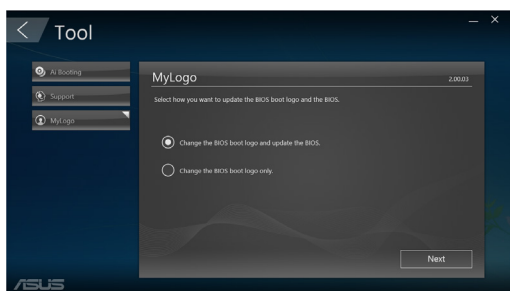 Tool
Ai Booting
Support
MyLogo
MyLogo
2.00.03
Select how you want to update the BIOS boot logo and the BIOS.
Change the BIOS boot logo and update the BIOS.
Change the BIOS boot logo only.
Next
ASUS